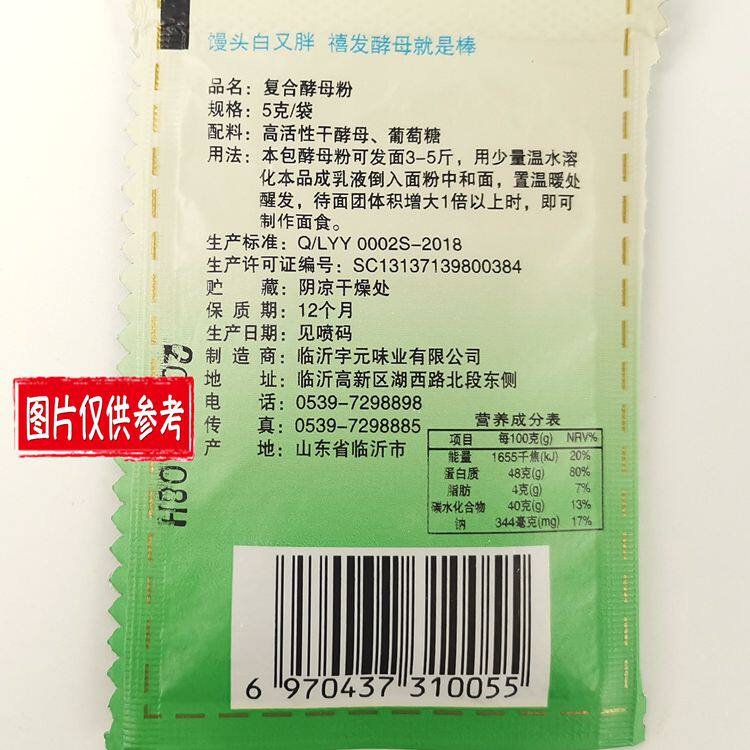 馒头白又胖 禧发酵母就是棒
品名：复合酵母粉
规格：5克/袋
配料：高活性干酵母、葡萄糖
用法：本包酵母粉可发面3-5斤，用少量温水溶
化本品成乳液倒入面粉中和面，置温暖处
醒发，待面团体积增大1倍以上时，即可
制作面食。
生产标准：Q/LYY 0002S-2018
生产许可证编号：SC13137139800384
贮 藏：阴凉干燥处
保 质 期：12个月
生产日期：见喷码
制 造 商：临沂宇元味业有限公司
地 址：临沂高新区湖西路北段东侧
电 话：0539-7298898
传 真：0539-7298885
产 地：山东省临沂市
营养成分表
项目 每100克(g) NRV%
能量 1655千焦(kJ) 20%
蛋白质 48克(g) 80%
脂肪 4克(g) 7%
碳水化合物 40克(g) 13%
钠 344毫克(mg) 17%
图片仅供参考
6 970437 310055